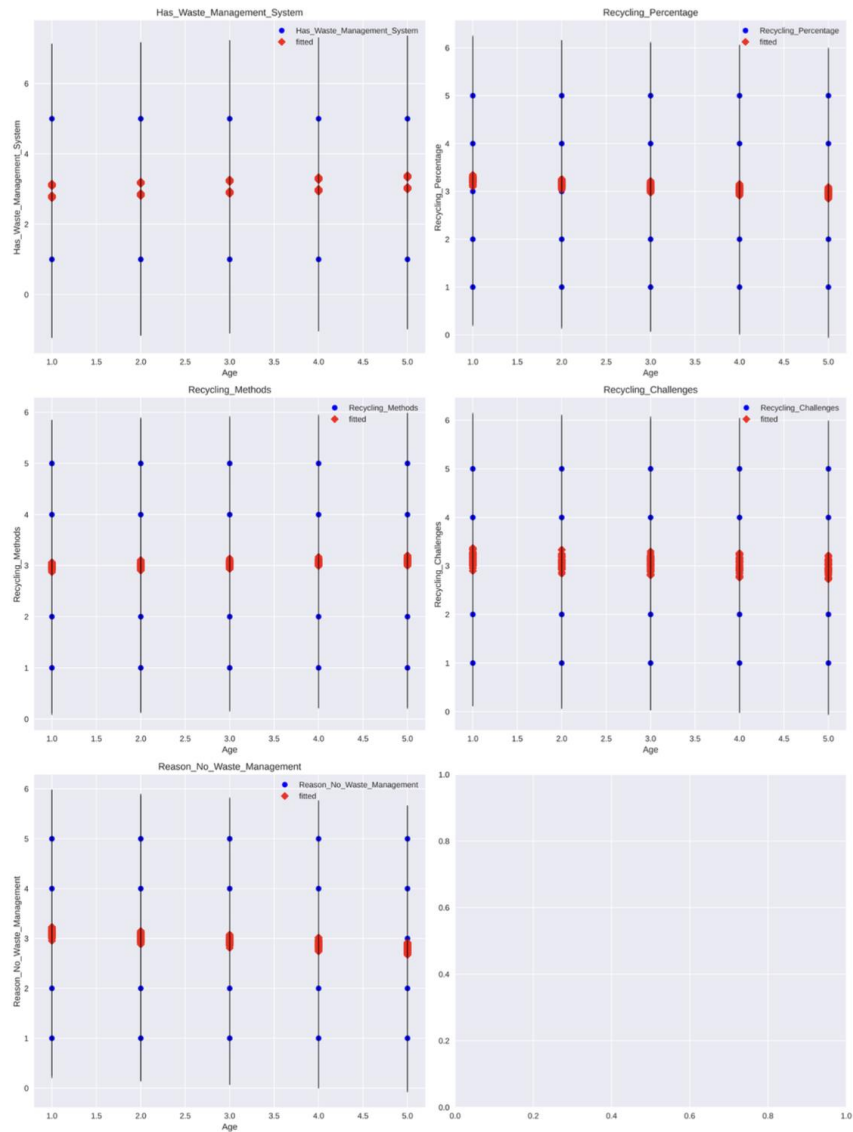 Has_Waste_Management_System
Has_Waste_Management_System
fitted
Has_Waste_Management_System
6
4
2
0
1.0 1.5 2.0 2.5 3.0 3.5 4.0 4.5 5.0
Age
Recycling_Percentage
Recycling_Percentage
fitted
Recycling_Percentage
6
5
4
3
2
1
0
1.0 1.5 2.0 2.5 3.0 3.5 4.0 4.5 5.0
Age
Recycling_Methods
Recycling_Methods
fitted
Recycling_Methods
6
5
4
3
2
1
0
1.0 1.5 2.0 2.5 3.0 3.5 4.0 4.5 5.0
Age
Recycling_Challenges
Recycling_Challenges
fitted
Recycling_Challenges
6
5
4
3
2
1
0
1.0 1.5 2.0 2.5 3.0 3.5 4.0 4.5 5.0
Age
Reason_No_Waste_Management
Reason_No_Waste_Management
fitted
Reason_No_Waste_Management
6
5
4
3
2
1
0
1.0 1.5 2.0 2.5 3.0 3.5 4.0 4.5 5.0
Age
1.0
0.8
0.6
0.4
0.2
0.0
0.0 0.2 0.4 0.6 0.8 1.0